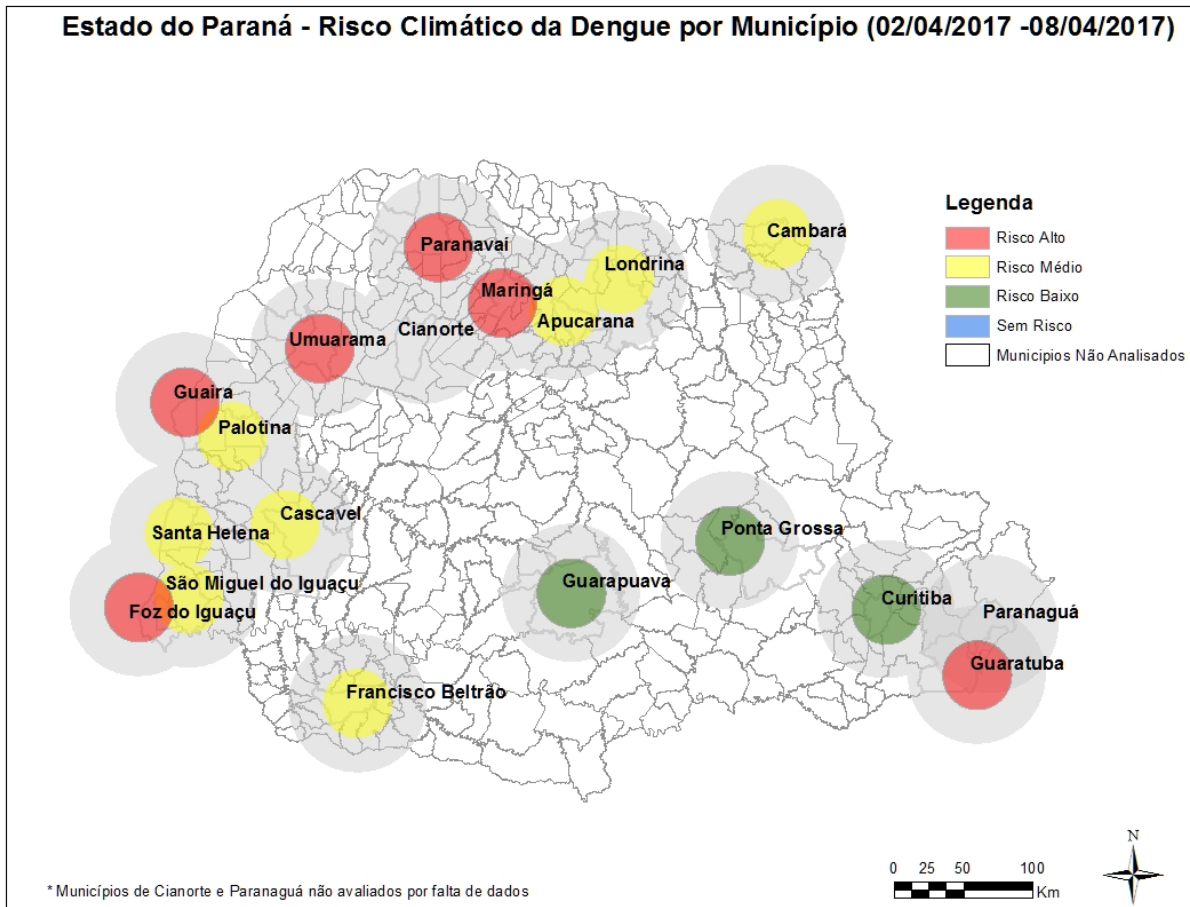 Estado do Paraná - Risco Climático da Dengue por Município (02/04/2017 -08/04/2017)
Legenda
Risco Alto
Risco Médio
Risco Baixo
Sem Risco
Municipios Não Analisados
Cambará
Paranavaí
Londrina
Maringá
Apucarana
Cianorte
Umuarama
Guaira
Palotina
Cascavel
Santa Helena
Ponta Grossa
São Miguel do Iguaçu
Guarapuava
Curitiba
Foz do Iguaçu
Paranaguá
Guaratuba
Francisco Beltrão
N
0 25 50 100
Km
* Municípios de Cianorte e Paranaguá não avaliados por falta de dados